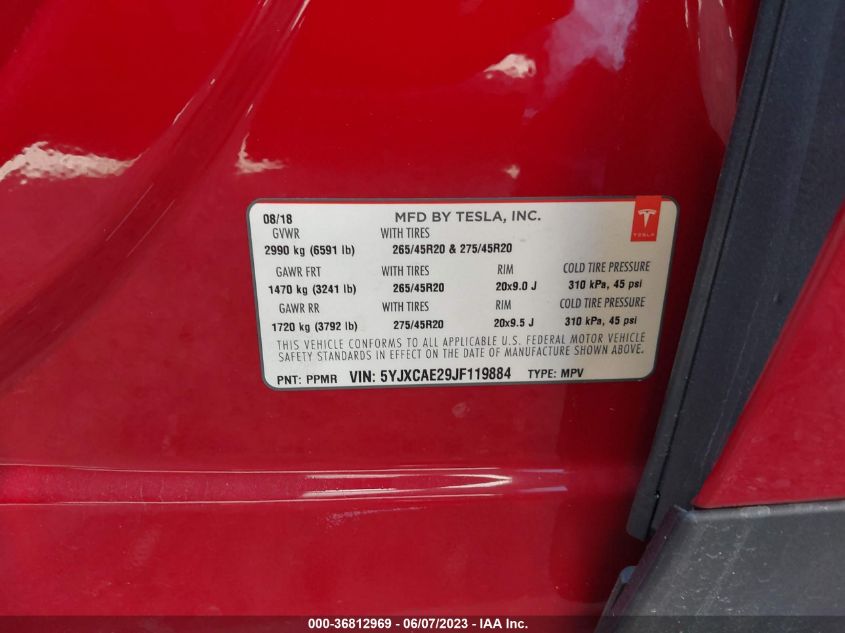 08/18 MFD BY TESLA, INC.
TESLA
GVWR WITH TIRES
2990 kg (6591 lb) 265/45R20 & 275/45R20
GAWR FRT WITH TIRES RIM COLD TIRE PRESSURE
1470 kg (3241 lb) 265/45R20 20x9.0 J 310 kPa, 45 psi
GAWR RR WITH TIRES RIM COLD TIRE PRESSURE
1720 kg (3792 lb) 275/45R20 20x9.5 J 310 kPa, 45 psi
THIS VEHICLE CONFORMS TO ALL APPLICABLE U.S. FEDERAL MOTOR VEHICLE
SAFETY STANDARDS IN EFFECT ON THE DATE OF MANUFACTURE SHOWN ABOVE.
PNT: PPMR VIN: 5YJXCAE29JF119884 TYPE: MPV
000-36812969 - 06/07/2023 - IAA Inc.